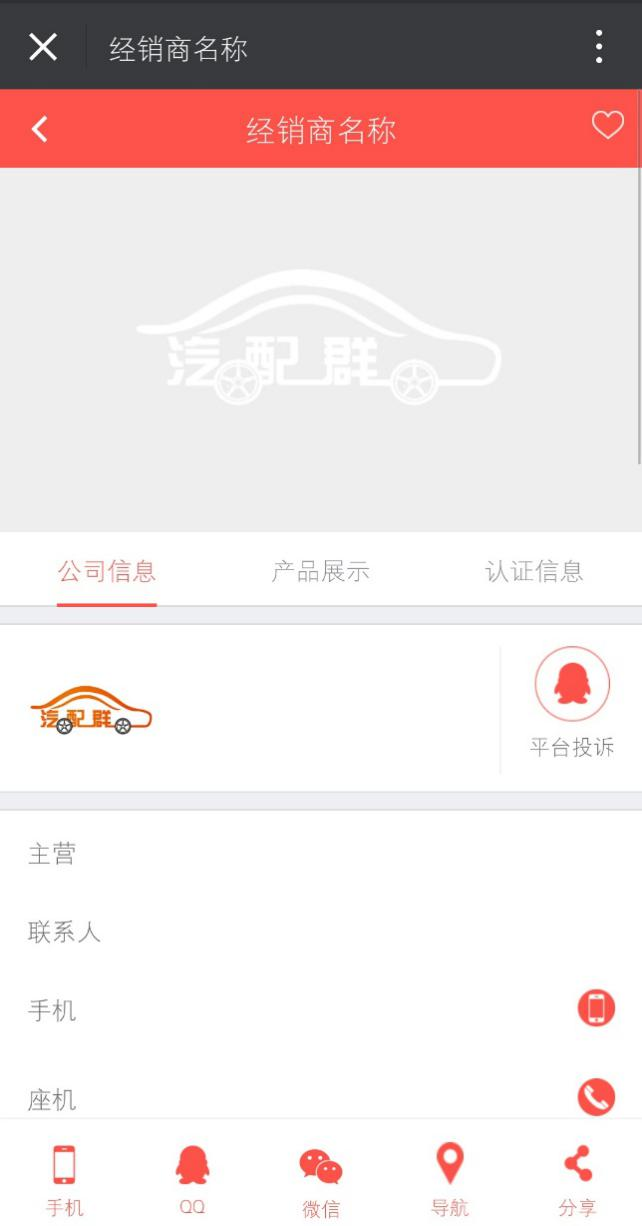 经销商名称
经销商名称
汽配群
公司信息 产品展示 认证信息
汽配群
平台投诉
主营
联系人
手机
座机
手机 QQ 微信 导航 分享